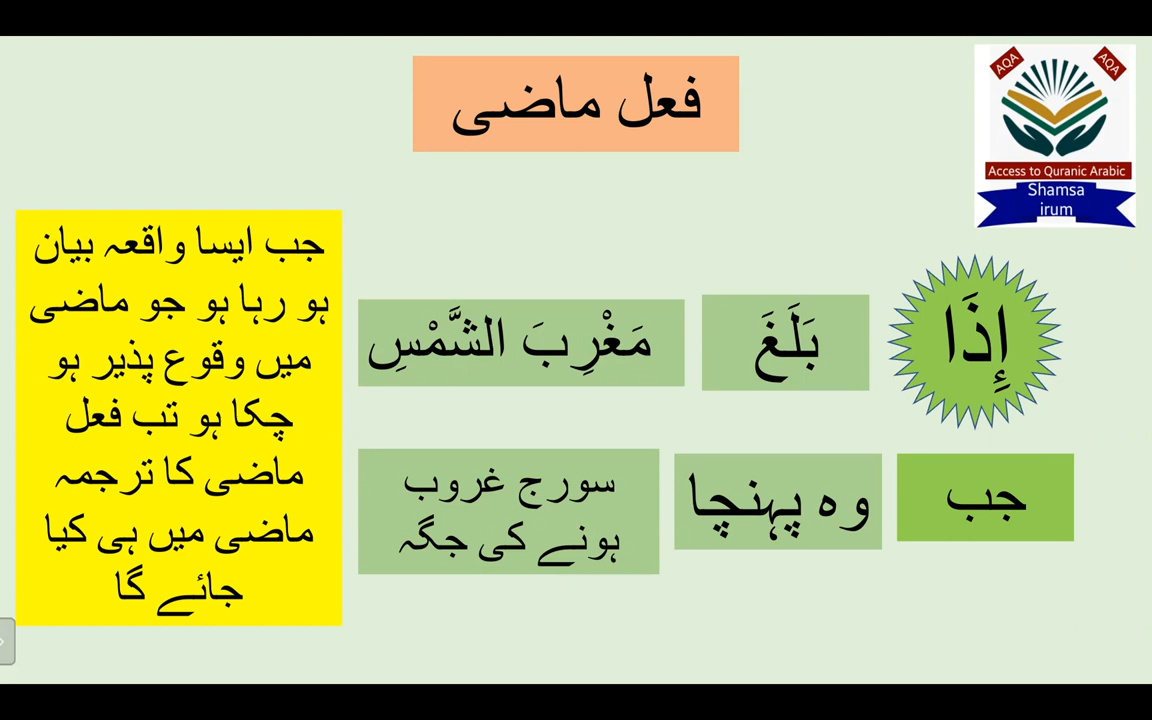 فعل ماضی
AQA
AQA
Access to Quranic Arabic
Shamsa
irum
إِذَا
بَلَغَ
مَغْرِبَ الشَّمْسِ
جب
وہ پہنچا
سورج غروب
ہونے کی جگہ
جب ایسا واقعہ بیان
ہو رہا ہو جو ماضی
میں وقوع پذیر ہو
چکا ہو تب فعل
ماضی کا ترجمہ
ماضی میں ہی کیا
جائے گا